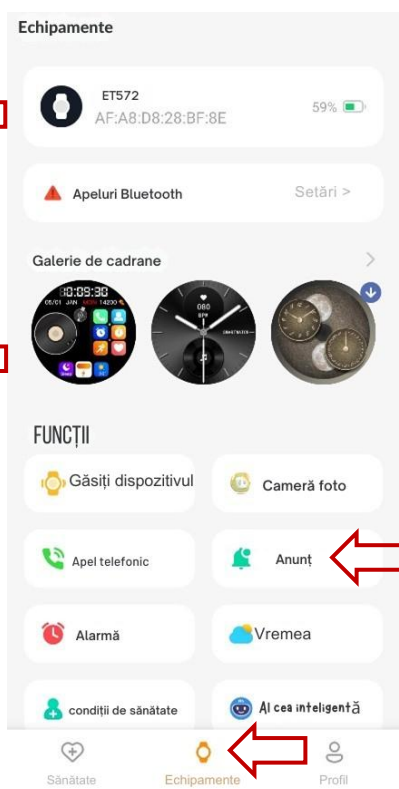 Echipamente
ET572
AF:A8:D8:28:BF:8E
59%
Apeluri Bluetooth
Setări >
Galerie de cadrane
FUNCȚII
Găsiți dispozitivul
Cameră foto
Apel telefonic
Anunț
Alarmă
Vremea
condiții de sănătate
AI cea inteligentă
Sănătate
Echipamente
Profil